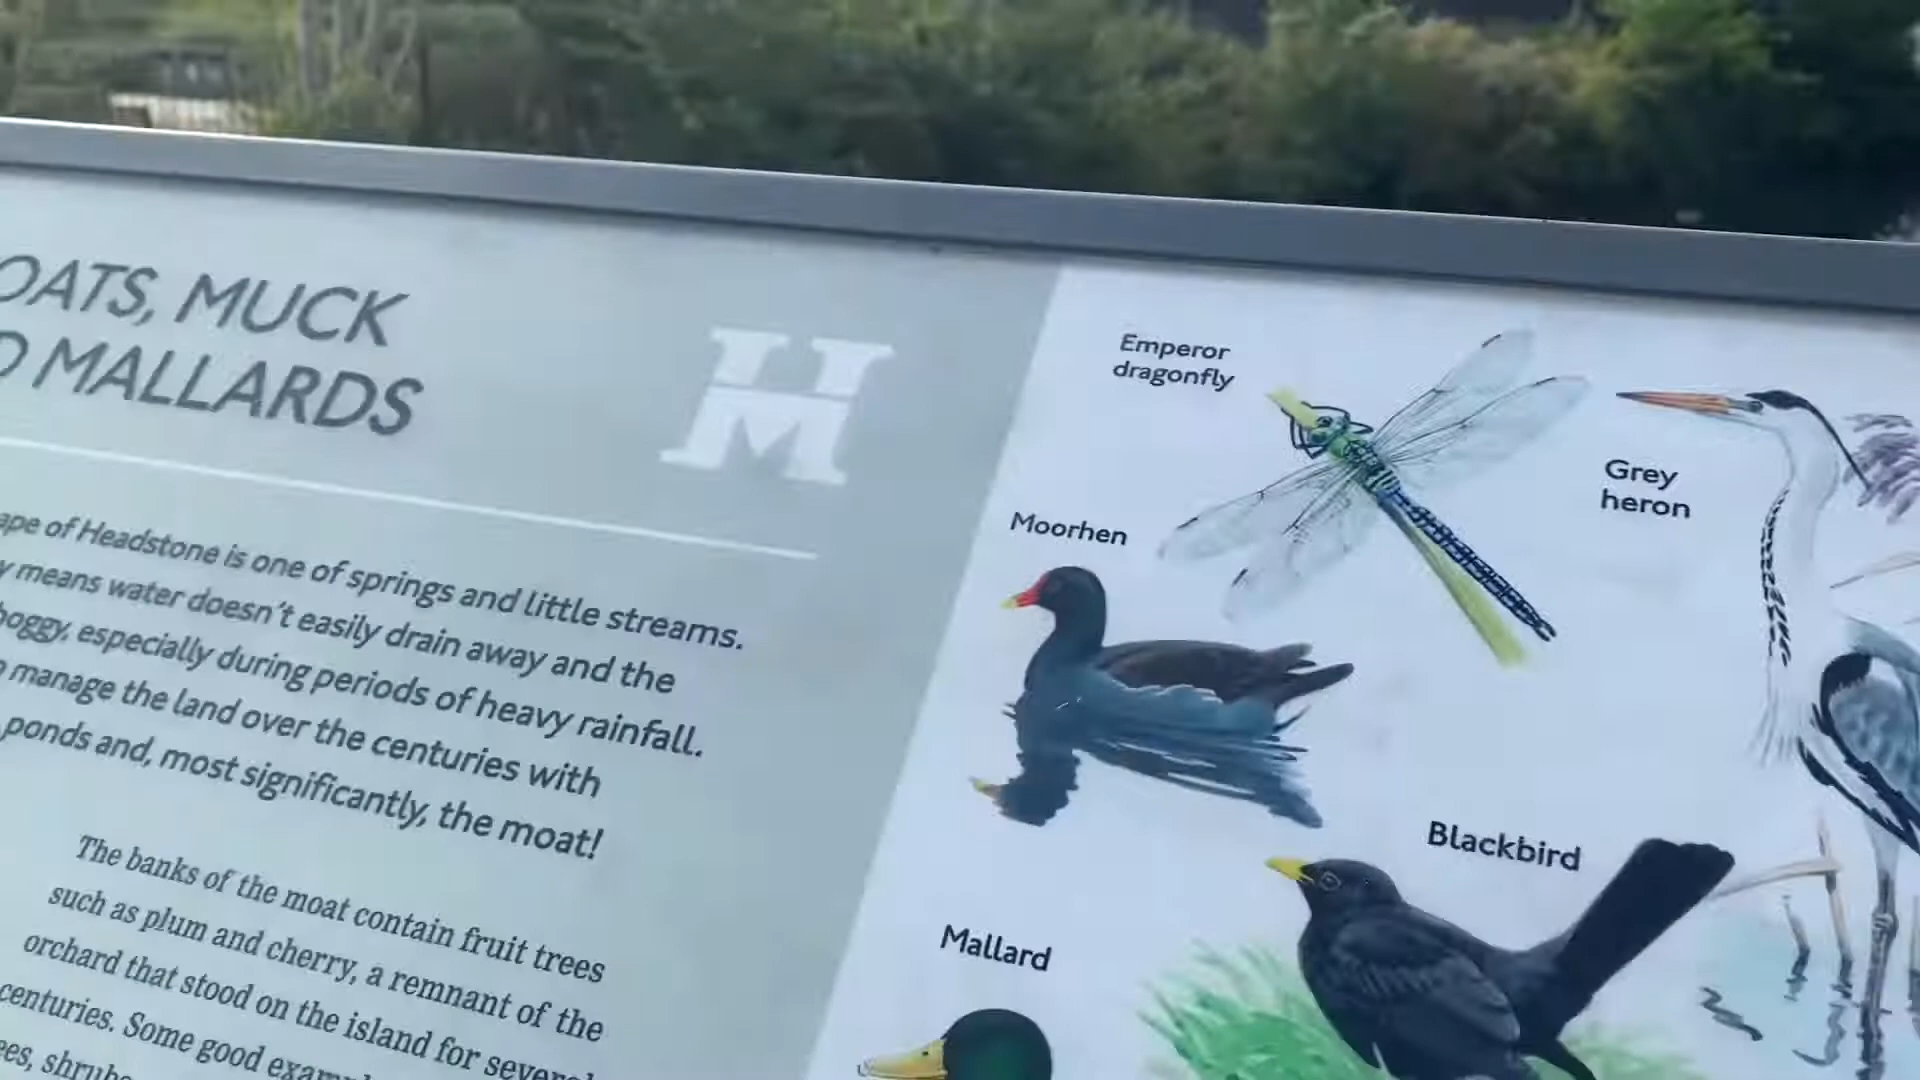 OATS, MUCK
D MALLARDS
HM
ape of Headstone is one of springs and little streams.
y means water doesn't easily drain away and the
boggy, especially during periods of heavy rainfall.
o manage the land over the centuries with
ponds and, most significantly, the moat!
The banks of the moat contain fruit trees
such as plum and cherry, a remnant of the
orchard that stood on the island for several
centuries. Some good exam
ees, shrubs
Emperor
dragonfly
Grey
heron
Moorhen
Blackbird
Mallard